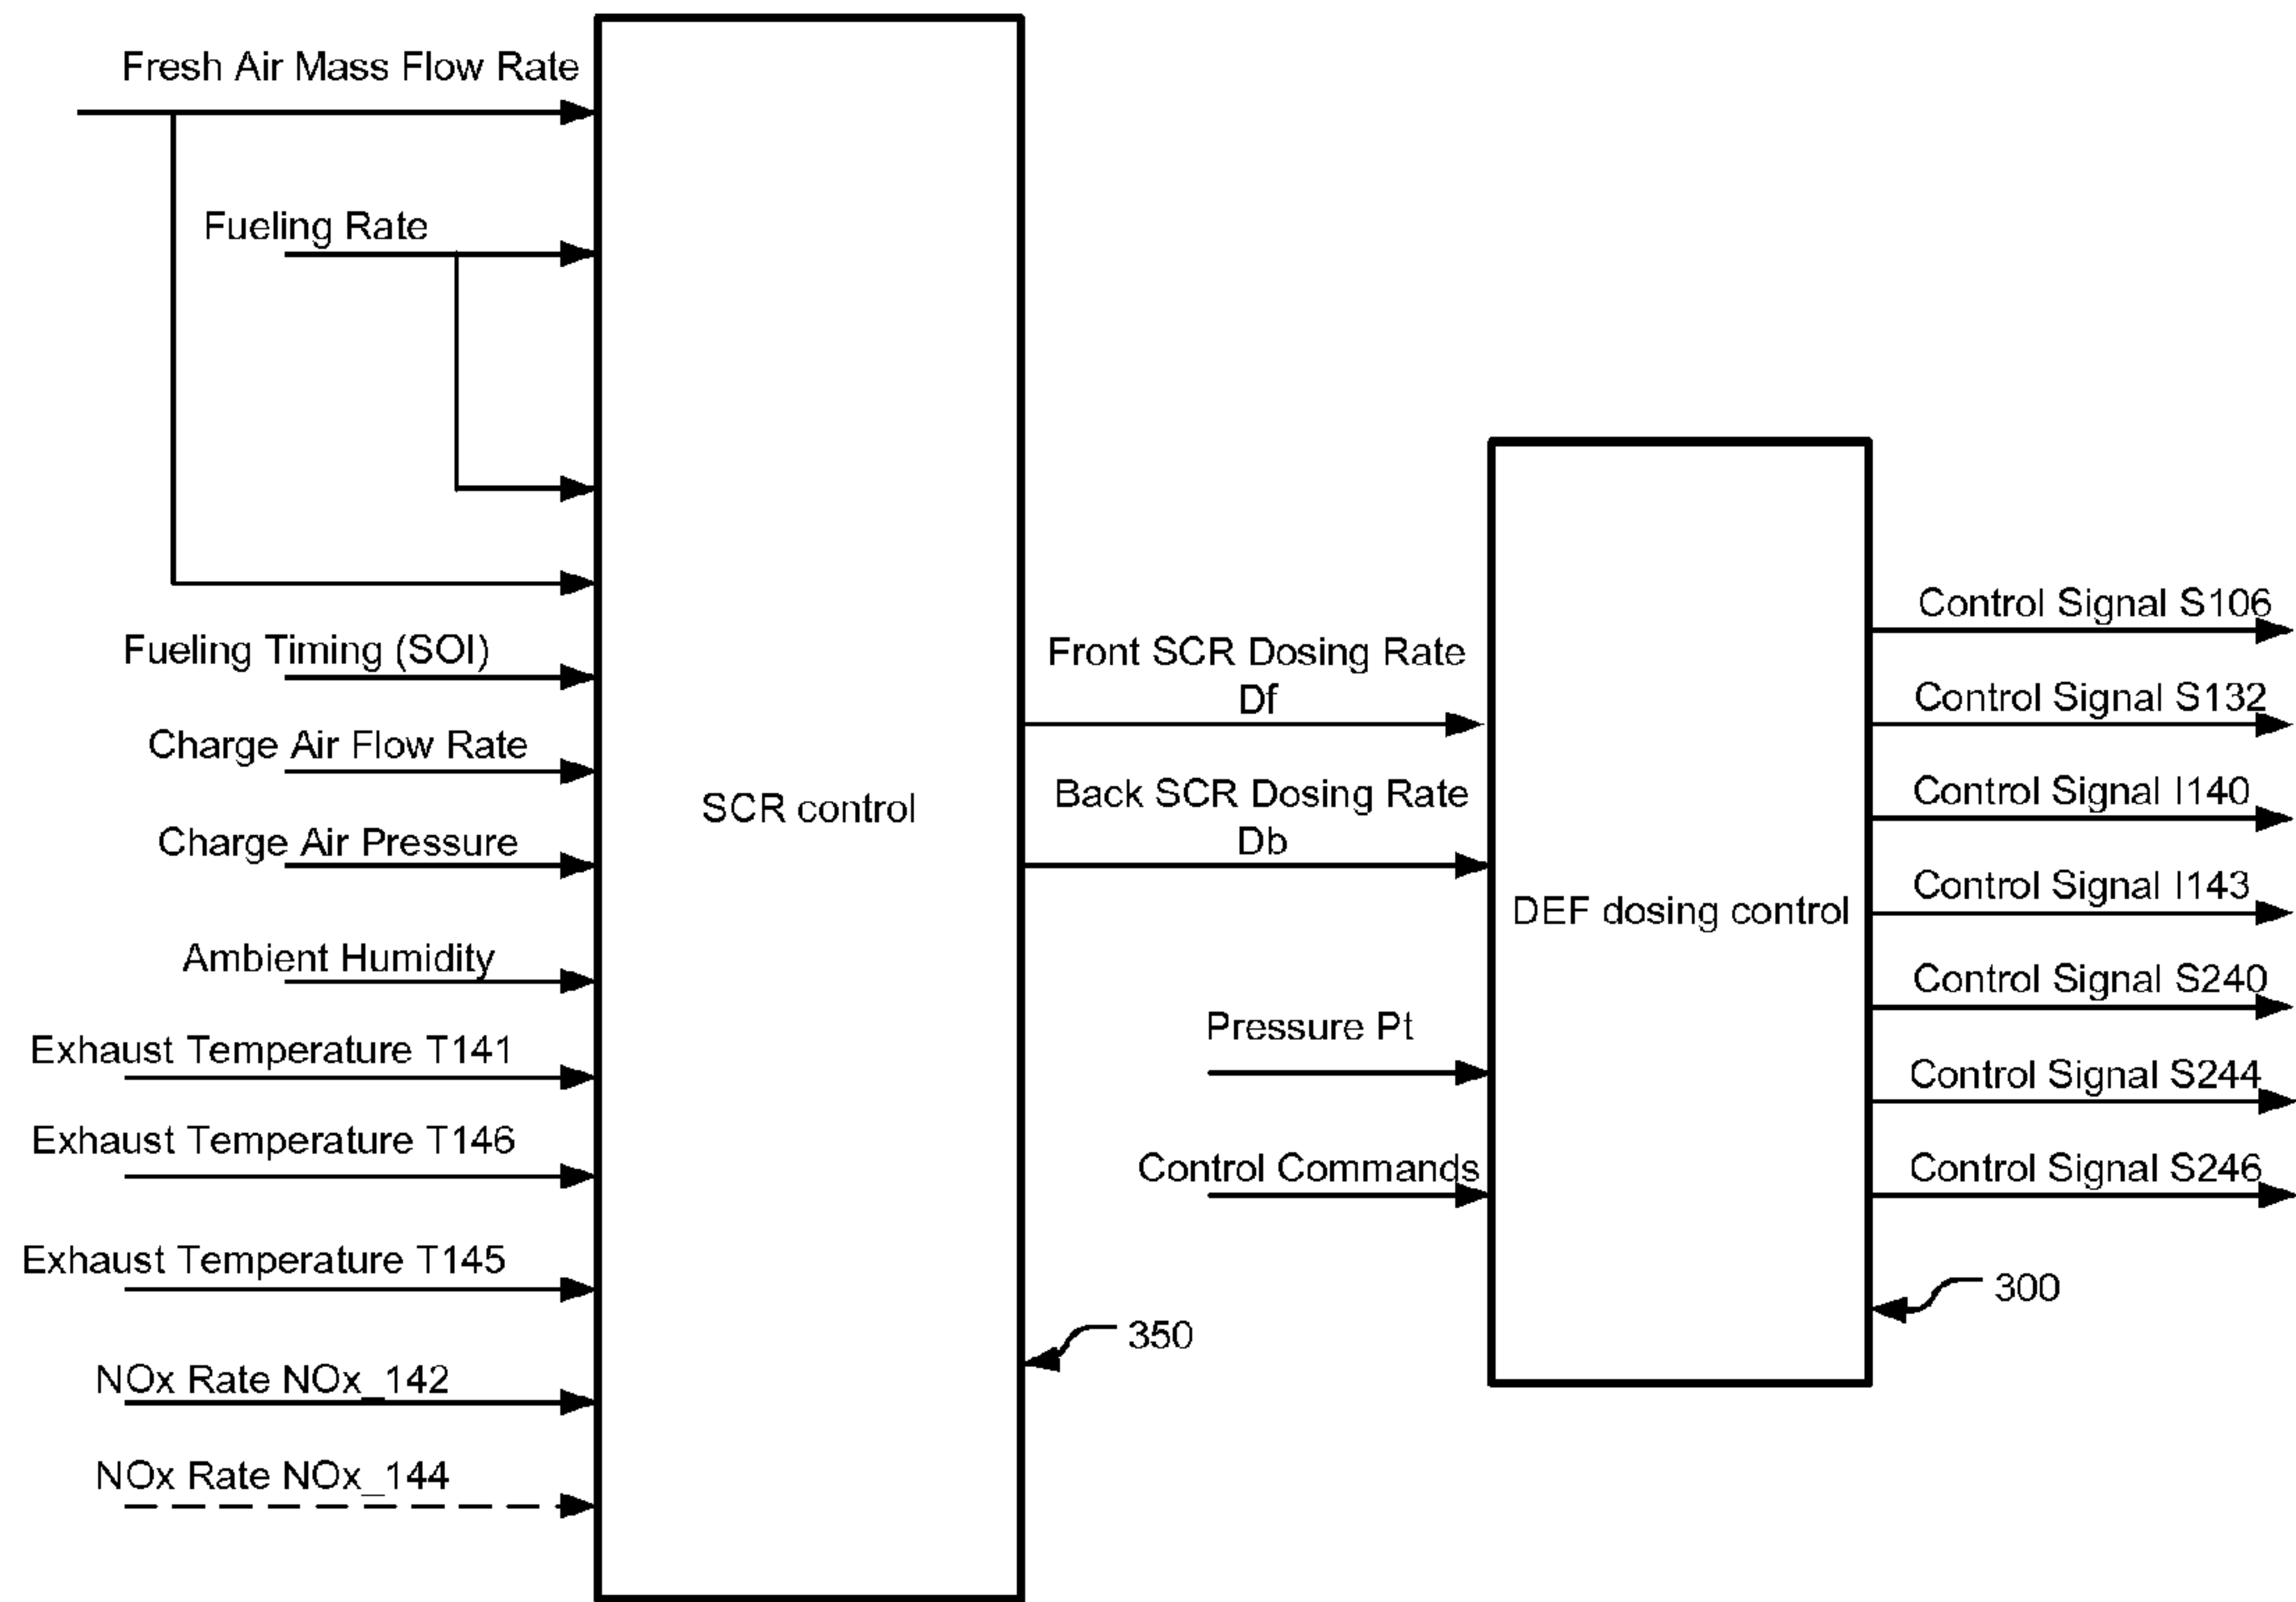 Fresh Air Mass Flow Rate
Fueling Rate
Fueling Timing (SOI)
Charge Air Flow Rate
Charge Air Pressure
Ambient Humidity
Exhaust Temperature T141
Exhaust Temperature T146
Exhaust Temperature T145
NOx Rate NOx_142
NOx Rate NOx_144
SCR control
350
Front SCR Dosing Rate
Df
Back SCR Dosing Rate
Db
Pressure Pt
Control Commands
DEF dosing control
300
Control Signal S106
Control Signal S132
Control Signal I140
Control Signal I143
Control Signal S240
Control Signal S244
Control Signal S246